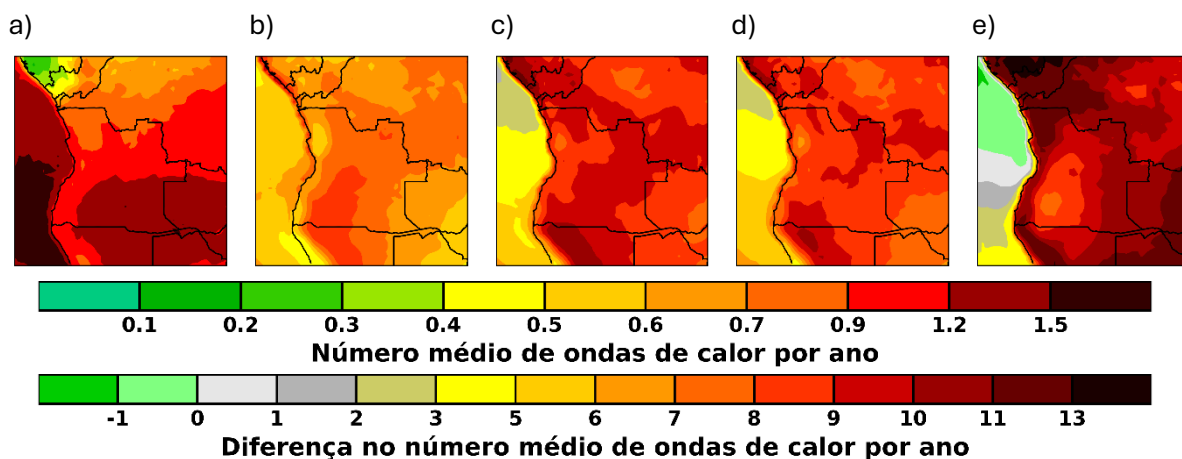 a) b) c) d) e)
0.1 0.2 0.3 0.4 0.5 0.6 0.7 0.9 1.2 1.5
Número médio de ondas de calor por ano
-1 0 1 2 3 5 6 7 8 9 10 11 13
Diferença no número médio de ondas de calor por ano